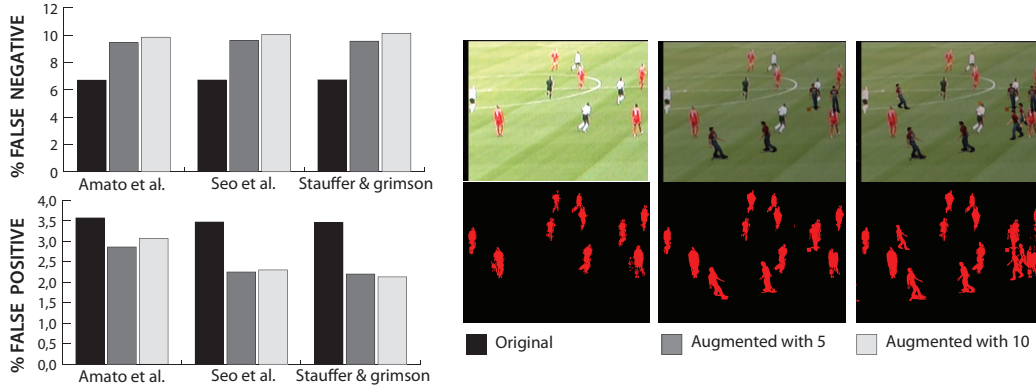 % FALSE NEGATIVE
12
10
8
6
4
2
0
Amato et al.
Seo et al.
Stauffer & grimson
% FALSE POSITIVE
4,0
3,5
3,0
2,5
2,0
1,5
1,0
0,5
0,0
Amato et al.
Seo et al.
Stauffer & grimson
Original
Augmented with 5
Augmented with 10